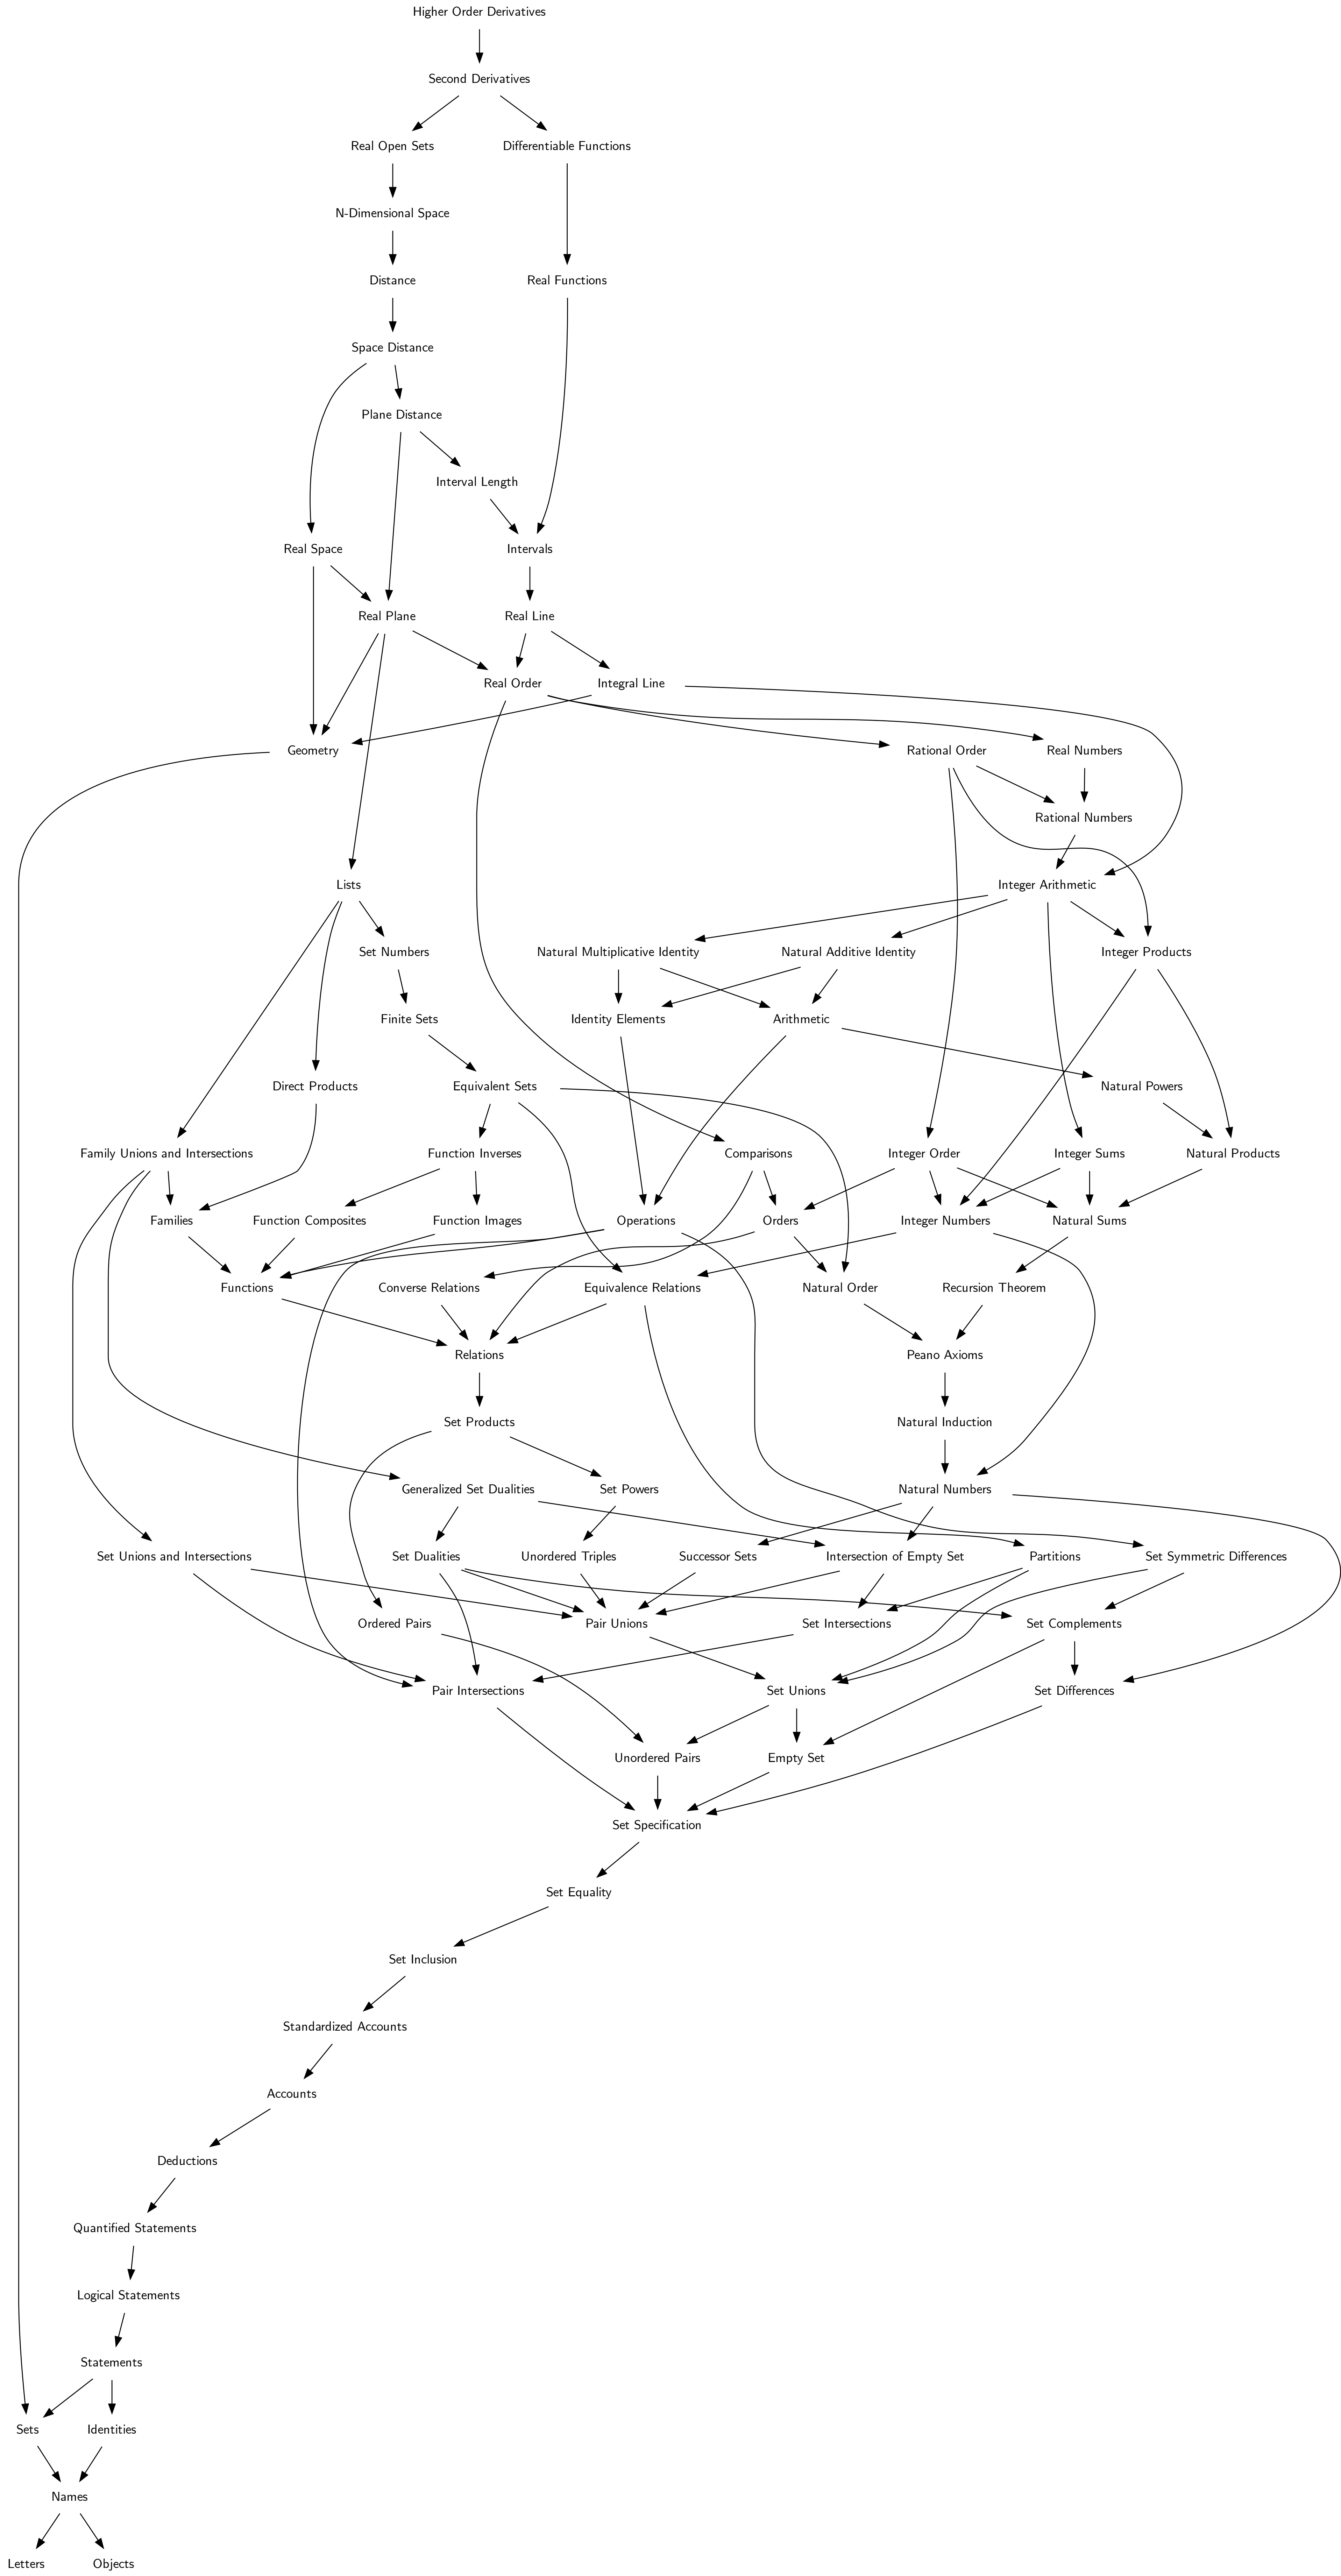 Higher Order Derivatives
Second Derivatives
Real Open Sets
Differentiable Functions
N-Dimensional Space
Distance
Real Functions
Space Distance
Plane Distance
Interval Length
Real Space
Intervals
Real Plane
Real Line
Real Order
Integral Line
Geometry
Rational Order
Real Numbers
Rational Numbers
Lists
Integer Arithmetic
Set Numbers
Natural Multiplicative Identity
Natural Additive Identity
Integer Products
Finite Sets
Identity Elements
Arithmetic
Direct Products
Equivalent Sets
Natural Powers
Family Unions and Intersections
Function Inverses
Comparisons
Integer Order
Integer Sums
Natural Products
Families
Function Composites
Function Images
Operations
Orders
Integer Numbers
Natural Sums
Functions
Converse Relations
Equivalence Relations
Natural Order
Recursion Theorem
Relations
Peano Axioms
Set Products
Natural Induction
Generalized Set Dualities
Set Powers
Natural Numbers
Set Unions and Intersections
Set Dualities
Unordered Triples
Successor Sets
Intersection of Empty Set
Partitions
Set Symmetric Differences
Ordered Pairs
Pair Unions
Set Intersections
Set Complements
Pair Intersections
Set Unions
Set Differences
Unordered Pairs
Empty Set
Set Specification
Set Equality
Set Inclusion
Standardized Accounts
Accounts
Deductions
Quantified Statements
Logical Statements
Statements
Sets
Identities
Names
Letters
Objects